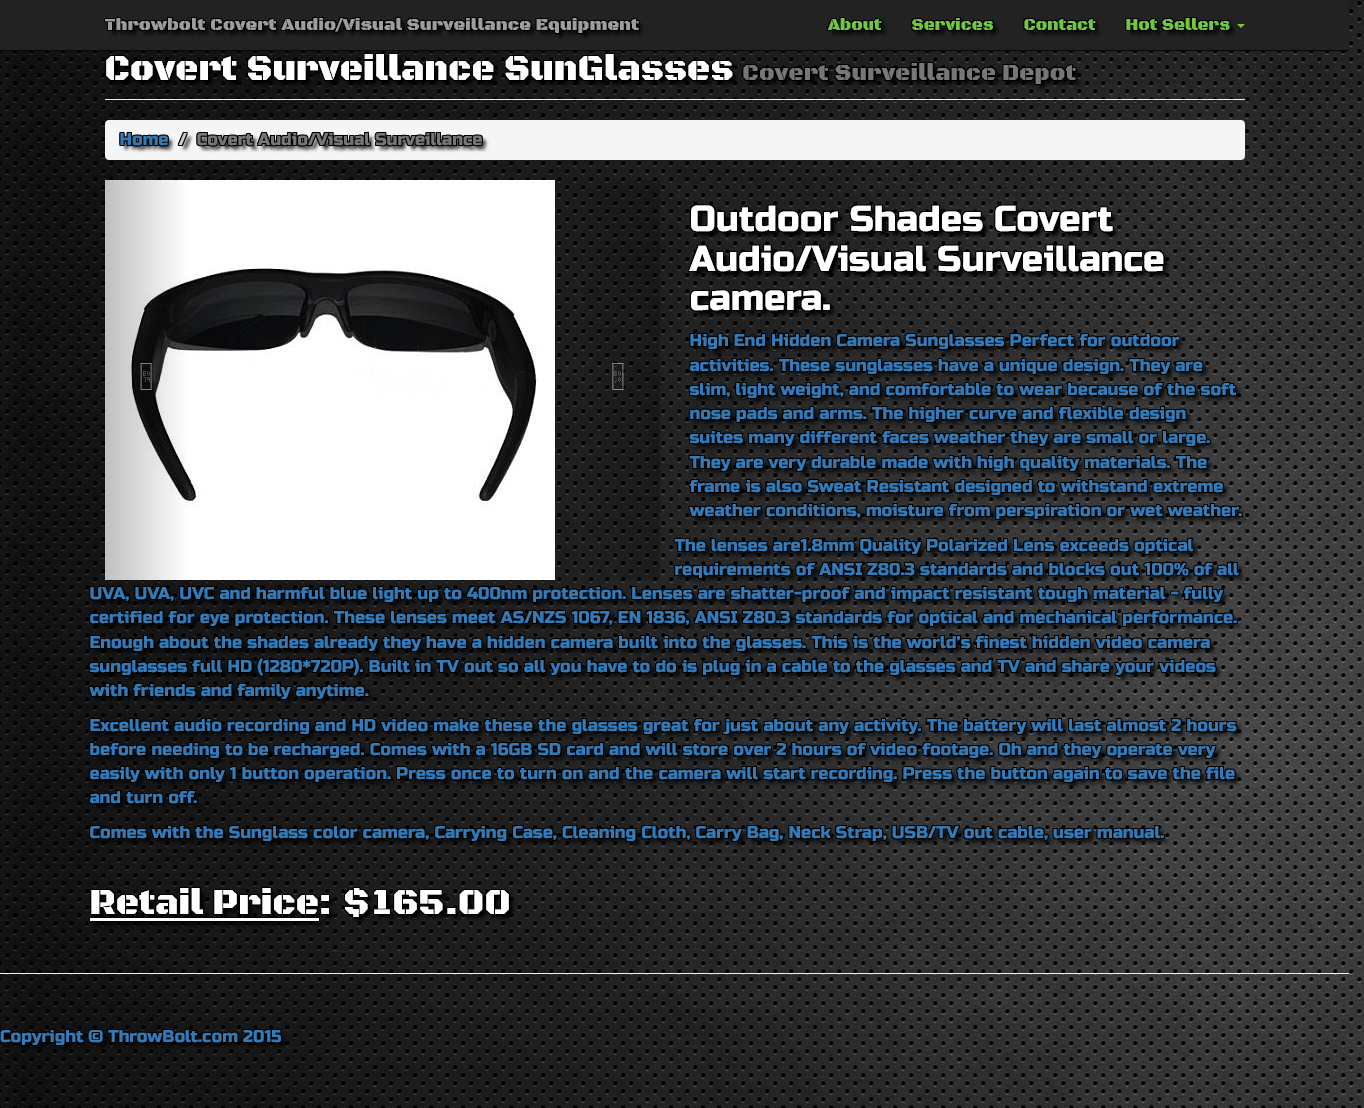 Throwbolt Covert Audio/Visual Surveillance Equipment
About
Services
Contact
Hot Sellers
Covert Surveillance SunGlasses Covert Surveillance Depot
Home / Covert Audio/Visual Surveillance
Outdoor Shades Covert
Audio/Visual Surveillance
camera.
High End Hidden Camera Sunglasses Perfect for outdoor
activities. These sunglasses have a unique design. They are
slim, light weight, and comfortable to wear because of the soft
nose pads and arms. The higher curve and flexible design
suites many different faces weather they are small or large.
They are very durable made with high quality materials. The
frame is also Sweat Resistant designed to withstand extreme
weather conditions, moisture from perspiration or wet weather.
The lenses are1.8mm Quality Polarized Lens exceeds optical
requirements of ANSI Z80.3 standards and blocks out 100% of all
UVA, UVA, UVC and harmful blue light up to 400nm protection. Lenses are shatter-proof and impact resistant tough material - fully
certified for eye protection. These lenses meet AS/NZS 1067, EN 1836, ANSI Z80.3 standards for optical and mechanical performance.
Enough about the shades already they have a hidden camera built into the glasses. This is the world's finest hidden video camera
sunglasses full HD (1280*720P). Built in TV out so all you have to do is plug in a cable to the glasses and TV and share your videos
with friends and family anytime.
Excellent audio recording and HD video make these the glasses great for just about any activity. The battery will last almost 2 hours
before needing to be recharged. Comes with a 16GB SD card and will store over 2 hours of video footage. Oh and they operate very
easily with only 1 button operation. Press once to turn on and the camera will start recording. Press the button again to save the file
and turn off.
Comes with the Sunglass color camera, Carrying Case, Cleaning Cloth, Carry Bag, Neck Strap, USB/TV out cable, user manual.
Retail Price: $165.00
Copyright © ThrowBolt.com 2015